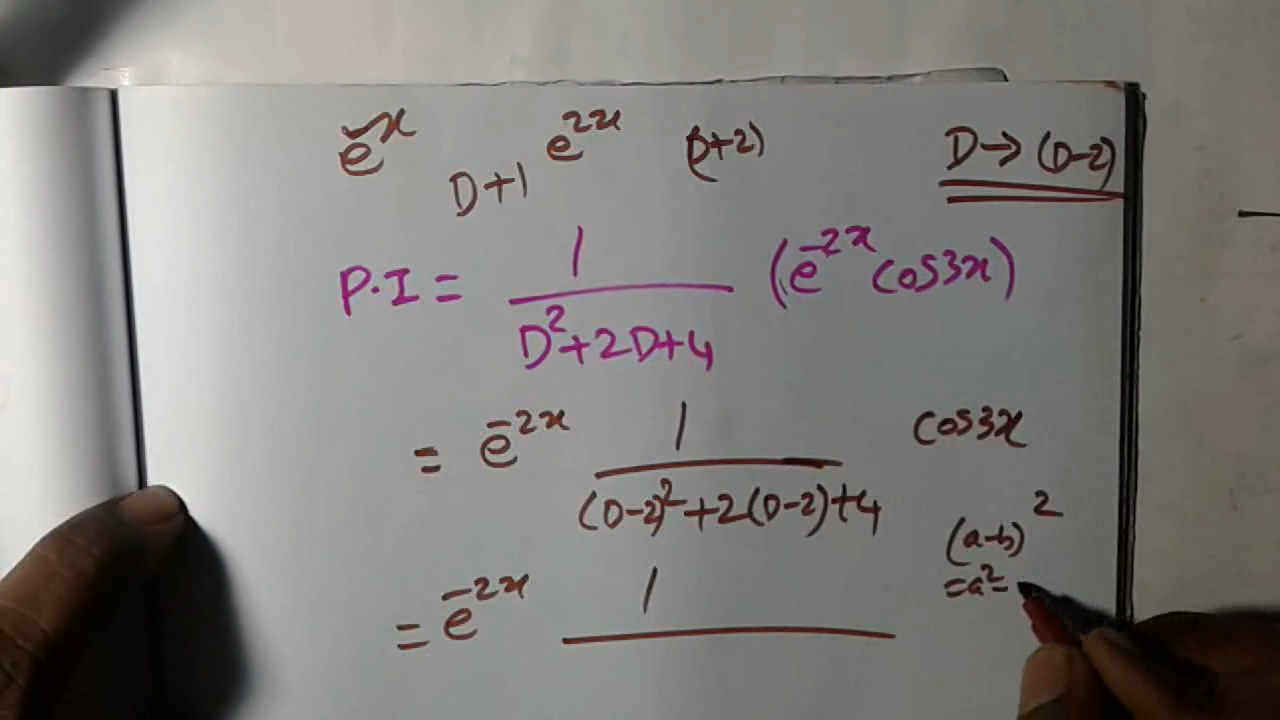 e^-x D+1 e^2x (D+2) D → (D-2)
P.I = 1/(D²+2D+4) (e^-2x cos3x)
= e^-2x 1/((D-2)²+2(D-2)+4) cos3x
(a-b)²
= a² -
= e^-2x 1/